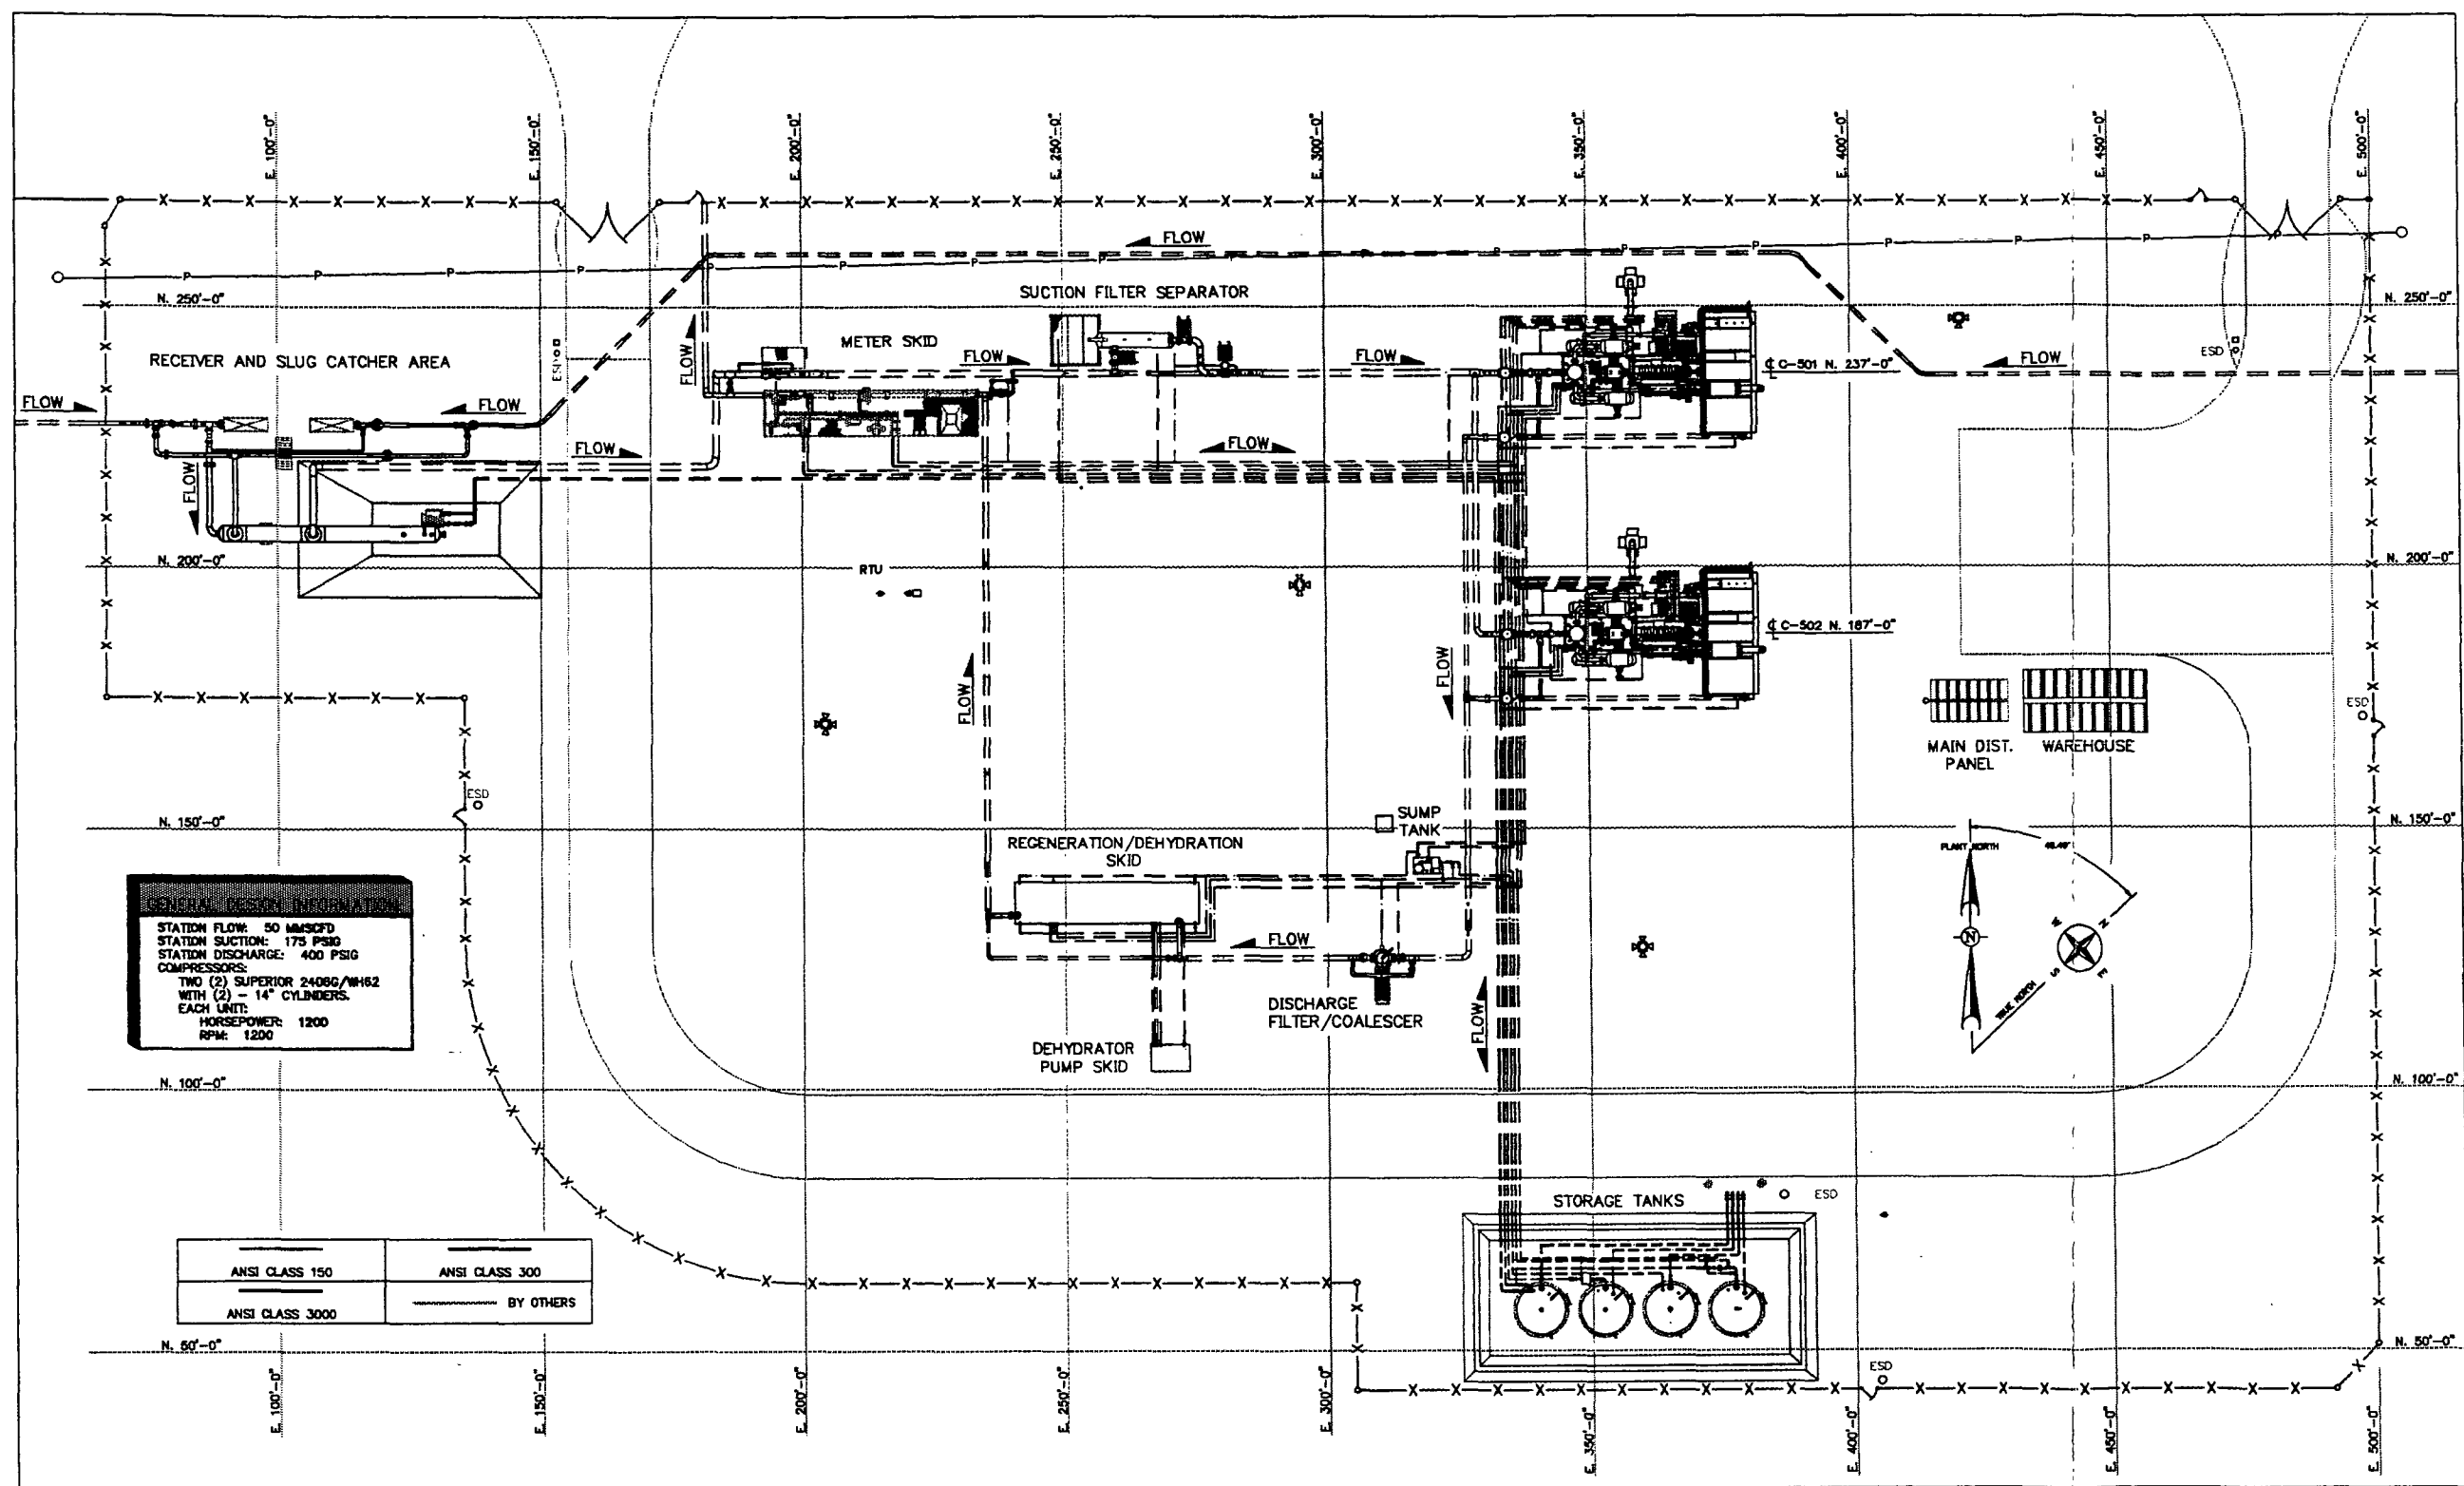 E. 100'-0"
E. 150'-0"
E. 200'-0"
E. 250'-0"
E. 300'-0"
E. 350'-0"
E. 400'-0"
E. 450'-0"
E. 500'-0"
FLOW
N. 250'-0"
SUCTION FILTER SEPARATOR
N. 250'-0"
METER SKID
RECEIVER AND SLUG CATCHER AREA
ESD
FLOW
FLOW
FLOW
℄ C-501 N. 237'-0"
FLOW
ESD
FLOW
FLOW
FLOW
FLOW
FLOW
N. 200'-0"
RTU
N. 200'-0"
℄ C-502 N. 187'-0"
FLOW
FLOW
ESD
MAIN DIST.
PANEL
WAREHOUSE
ESD
N. 150'-0"
SUMP
TANK
N. 150'-0"
REGENERATION/DEHYDRATION
SKID
PLANT NORTH
N
N
W
S
E
TRUE NORTH
GENERAL DESIGN INFORMATION
STATION FLOW: 50 MMSCFD
STATION SUCTION: 175 PSIG
STATION DISCHARGE: 400 PSIG
COMPRESSORS:
TWO (2) SUPERIOR 2408G/WH62
WITH (2) - 14" CYLINDERS.
EACH UNIT:
HORSEPOWER: 1200
RPM: 1200
FLOW
DISCHARGE
FILTER/COALESCER
FLOW
DEHYDRATOR
PUMP SKID
N. 100'-0"
N. 100'-0"
STORAGE TANKS
ESD
ANSI CLASS 150
ANSI CLASS 300
ANSI CLASS 3000
BY OTHERS
N. 50'-0"
N. 50'-0"
ESD
E. 100'-0"
E. 150'-0"
E. 200'-0"
E. 250'-0"
E. 300'-0"
E. 350'-0"
E. 400'-0"
E. 450'-0"
E. 500'-0"